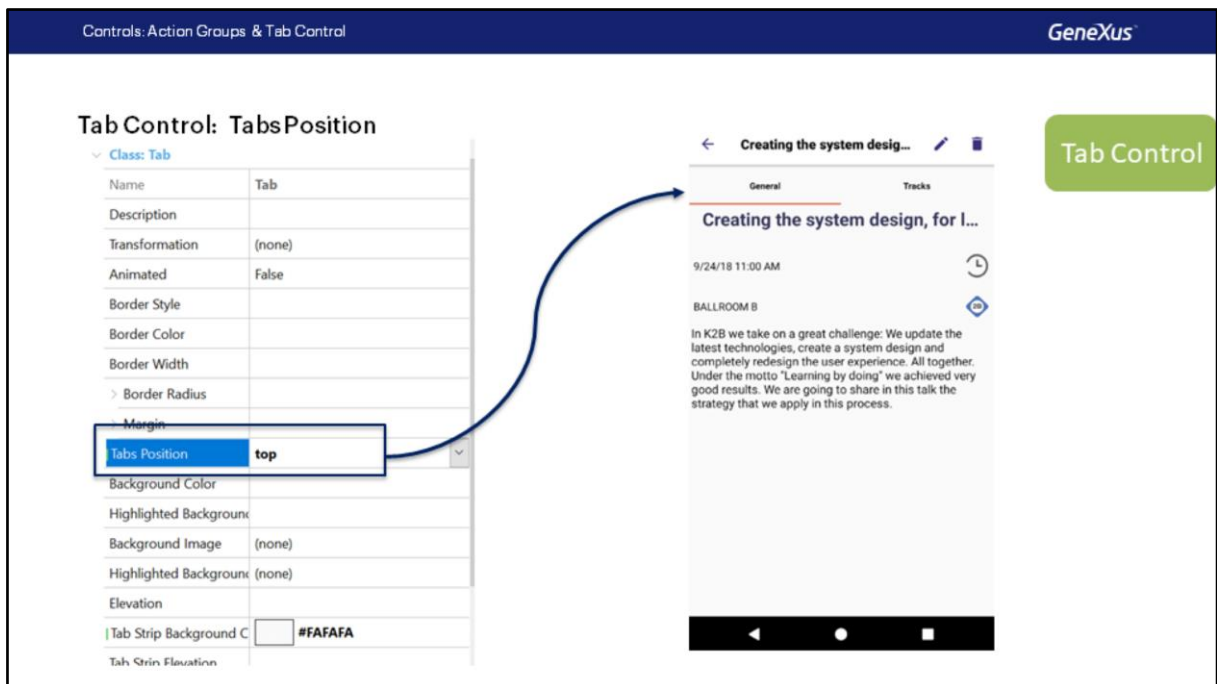 Controls: Action Groups & Tab Control
GeneXus™
Tab Control: Tabs Position
Tab Control
Class: Tab
Name Tab
Description
Transformation (none)
Animated False
Border Style
Border Color
Border Width
Border Radius
Margin
Tabs Position top
Background Color
Highlighted Backgroun
Background Image (none)
Highlighted Backgroun (none)
Elevation
Tab Strip Background C #FAFAFA
Tab Strip Elevation
Creating the system desig...
General Tracks
Creating the system design, for l...
9/24/18 11:00 AM
BALLROOM B
2B
In K2B we take on a great challenge: We update the
latest technologies, create a system design and
completely redesign the user experience. All together.
Under the motto "Learning by doing" we achieved very
good results. We are going to share in this talk the
strategy that we apply in this process.